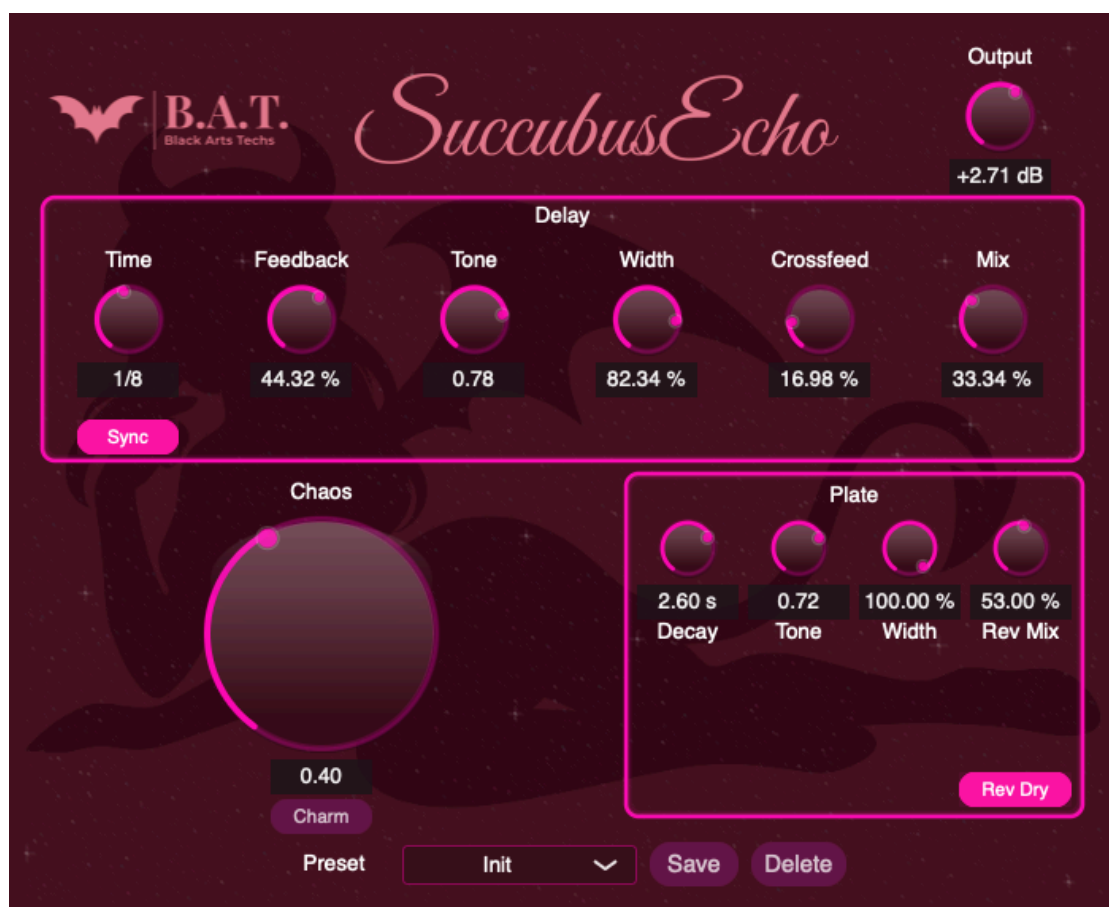 Output
B.A.T.
Black Arts Techs
SuccubusEcho
+2.71 dB
Delay
Time Feedback Tone Width Crossfeed Mix
1/8 44.32 % 0.78 82.34 % 16.98 % 33.34 %
Sync
Chaos
Plate
2.60 s 0.72 100.00 % 53.00 %
Decay Tone Width Rev Mix
0.40
Charm
Rev Dry
Preset Init Save Delete